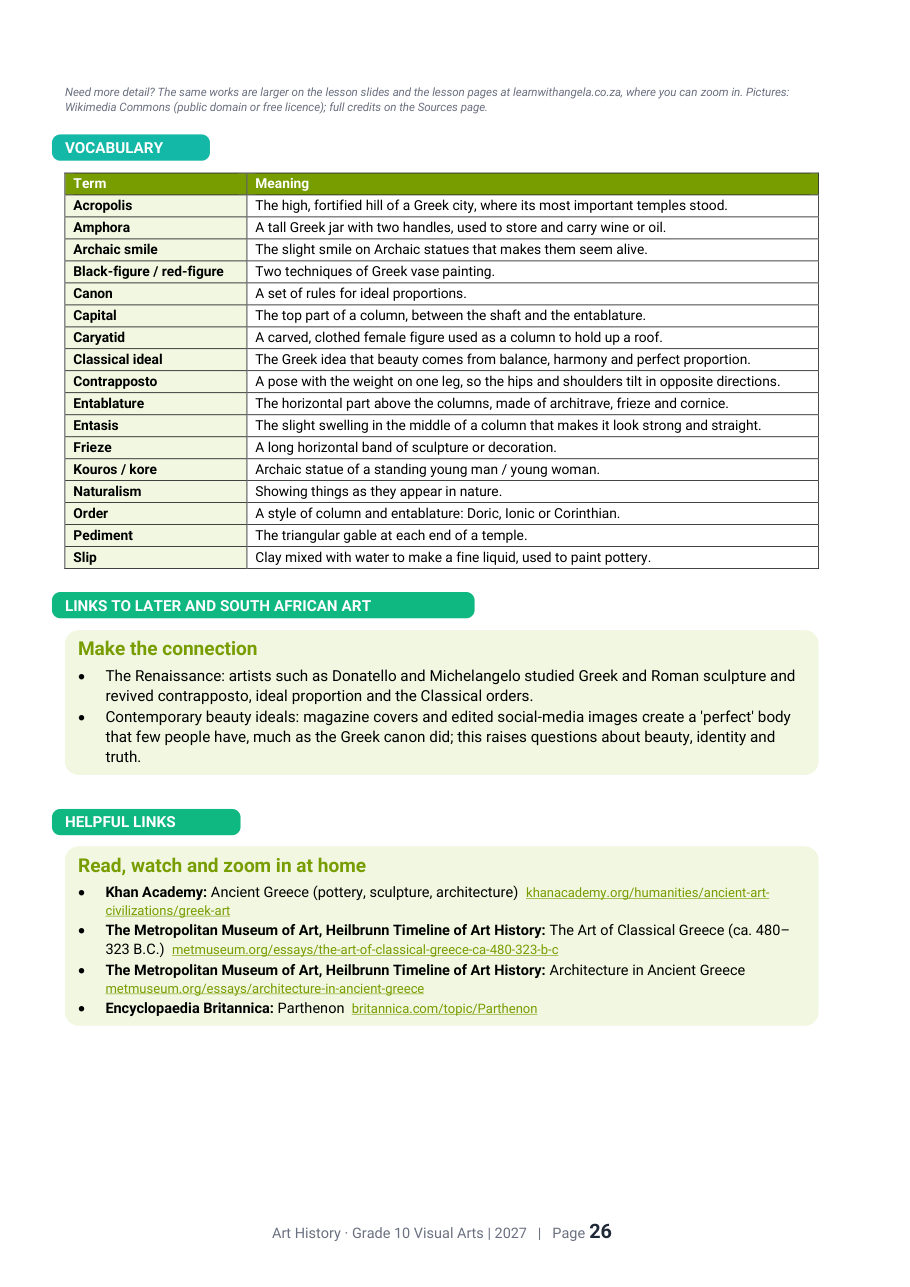 Need more detail? The same works are larger on the lesson slides and the lesson pages at learnwithangela.co.za, where you can zoom in. Pictures:
Wikimedia Commons (public domain or free licence); full credits on the Sources page.
VOCABULARY
Term Meaning
Acropolis The high, fortified hill of a Greek city, where its most important temples stood.
Amphora A tall Greek jar with two handles, used to store and carry wine or oil.
Archaic smile The slight smile on Archaic statues that makes them seem alive.
Black-figure / red-figure Two techniques of Greek vase painting.
Canon A set of rules for ideal proportions.
Capital The top part of a column, between the shaft and the entablature.
Caryatid A carved, clothed female figure used as a column to hold up a roof.
Classical ideal The Greek idea that beauty comes from balance, harmony and perfect proportion.
Contrapposto A pose with the weight on one leg, so the hips and shoulders tilt in opposite directions.
Entablature The horizontal part above the columns, made of architrave, frieze and cornice.
Entasis The slight swelling in the middle of a column that makes it look strong and straight.
Frieze A long horizontal band of sculpture or decoration.
Kouros / kore Archaic statue of a standing young man / young woman.
Naturalism Showing things as they appear in nature.
Order A style of column and entablature: Doric, Ionic or Corinthian.
Pediment The triangular gable at each end of a temple.
Slip Clay mixed with water to make a fine liquid, used to paint pottery.
LINKS TO LATER AND SOUTH AFRICAN ART
Make the connection
• The Renaissance: artists such as Donatello and Michelangelo studied Greek and Roman sculpture and
revived contrapposto, ideal proportion and the Classical orders.
• Contemporary beauty ideals: magazine covers and edited social-media images create a 'perfect' body
that few people have, much as the Greek canon did; this raises questions about beauty, identity and
truth.
HELPFUL LINKS
Read, watch and zoom in at home
• Khan Academy: Ancient Greece (pottery, sculpture, architecture) khanacademy.org/humanities/ancient-art-
civilizations/greek-art
• The Metropolitan Museum of Art, Heilbrunn Timeline of Art History: The Art of Classical Greece (ca. 480–
323 B.C.) metmuseum.org/essays/the-art-of-classical-greece-ca-480-323-b-c
• The Metropolitan Museum of Art, Heilbrunn Timeline of Art History: Architecture in Ancient Greece
metmuseum.org/essays/architecture-in-ancient-greece
• Encyclopaedia Britannica: Parthenon britannica.com/topic/Parthenon
Art History · Grade 10 Visual Arts | 2027 | Page 26